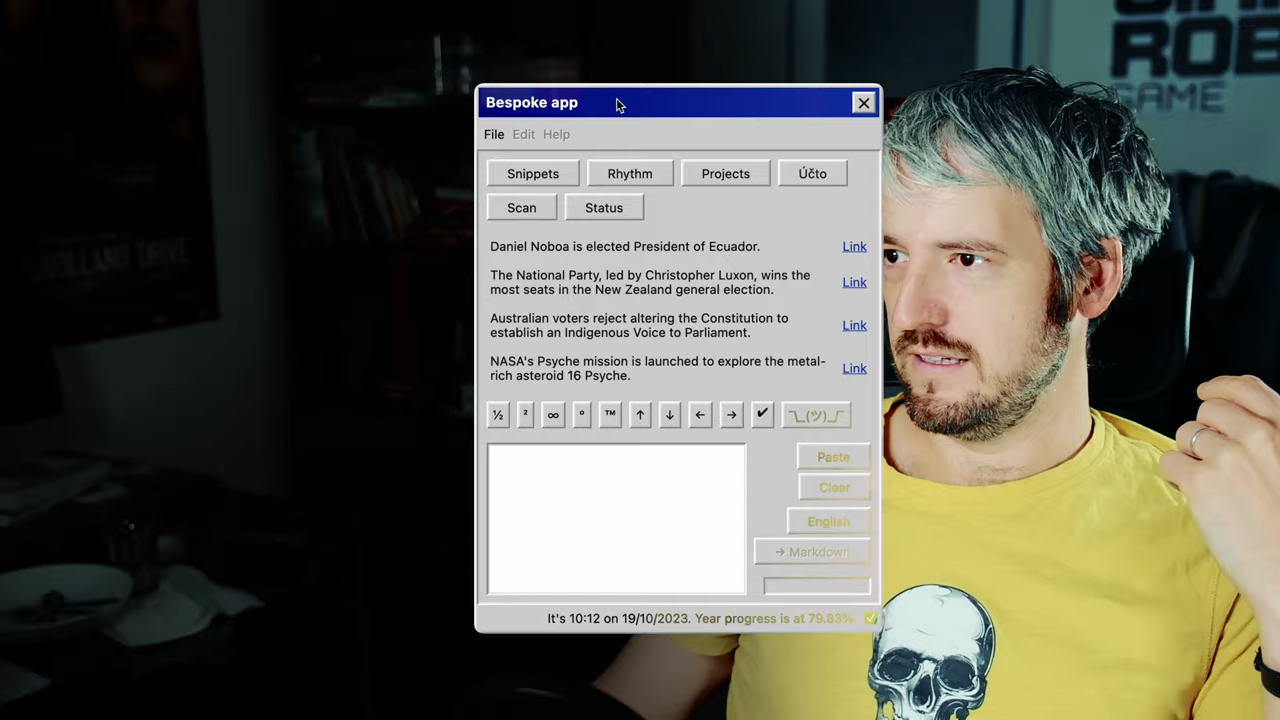 ROB
GAME
Bespoke app
File Edit Help
Snippets Rhythm Projects Účto
Scan Status
Daniel Noboa is elected President of Ecuador. Link
The National Party, led by Christopher Luxon, wins the
most seats in the New Zealand general election. Link
Australian voters reject altering the Constitution to
establish an Indigenous Voice to Parliament. Link
NASA's Psyche mission is launched to explore the metal-
rich asteroid 16 Psyche. Link
½ ² ∞ ° ™ ↑ ↓ ← → ✔ ¯\_(ツ)_/¯
Paste
Clear
English
→ Markdown
It's 10:12 on 19/10/2023. Year progress is at 79.83% ✅